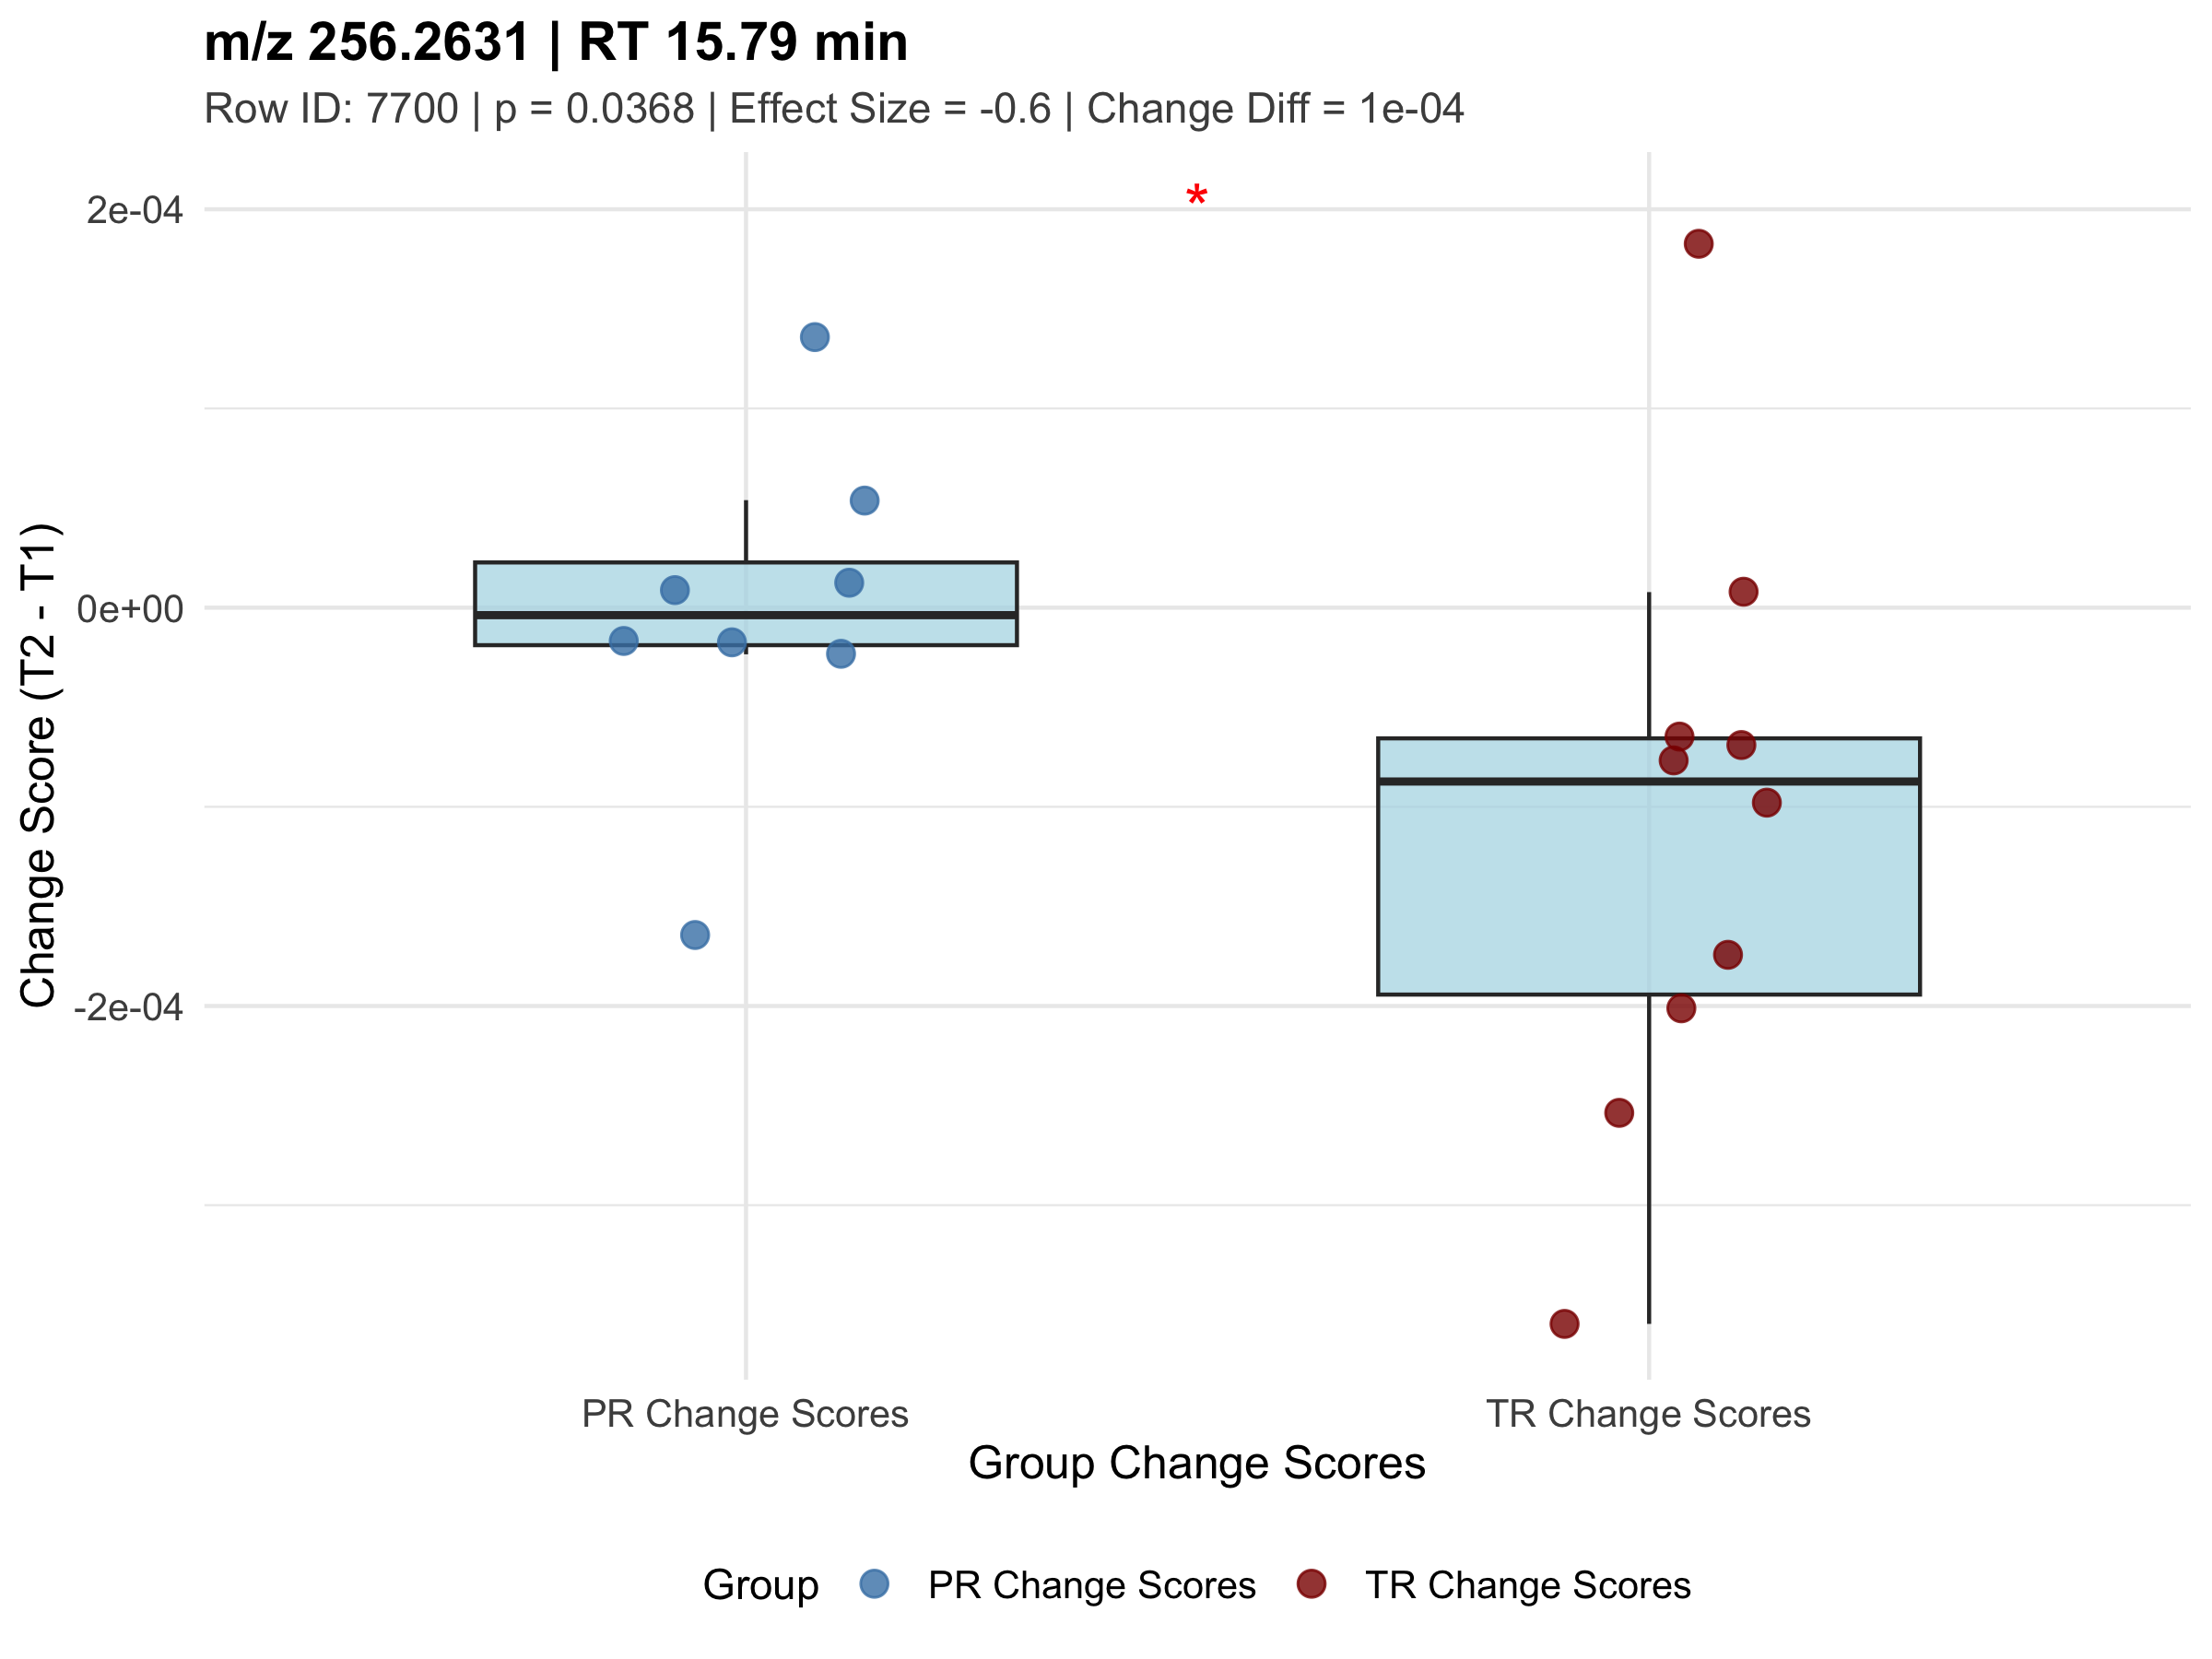 m/z 256.2631 | RT 15.79 min
Row ID: 7700 | p = 0.0368 | Effect Size = -0.6 | Change Diff = 1e-04
*
2e-04
0e+00
-2e-04
Change Score (T2 - T1)
PR Change Scores
TR Change Scores
Group Change Scores
Group
PR Change Scores
TR Change Scores